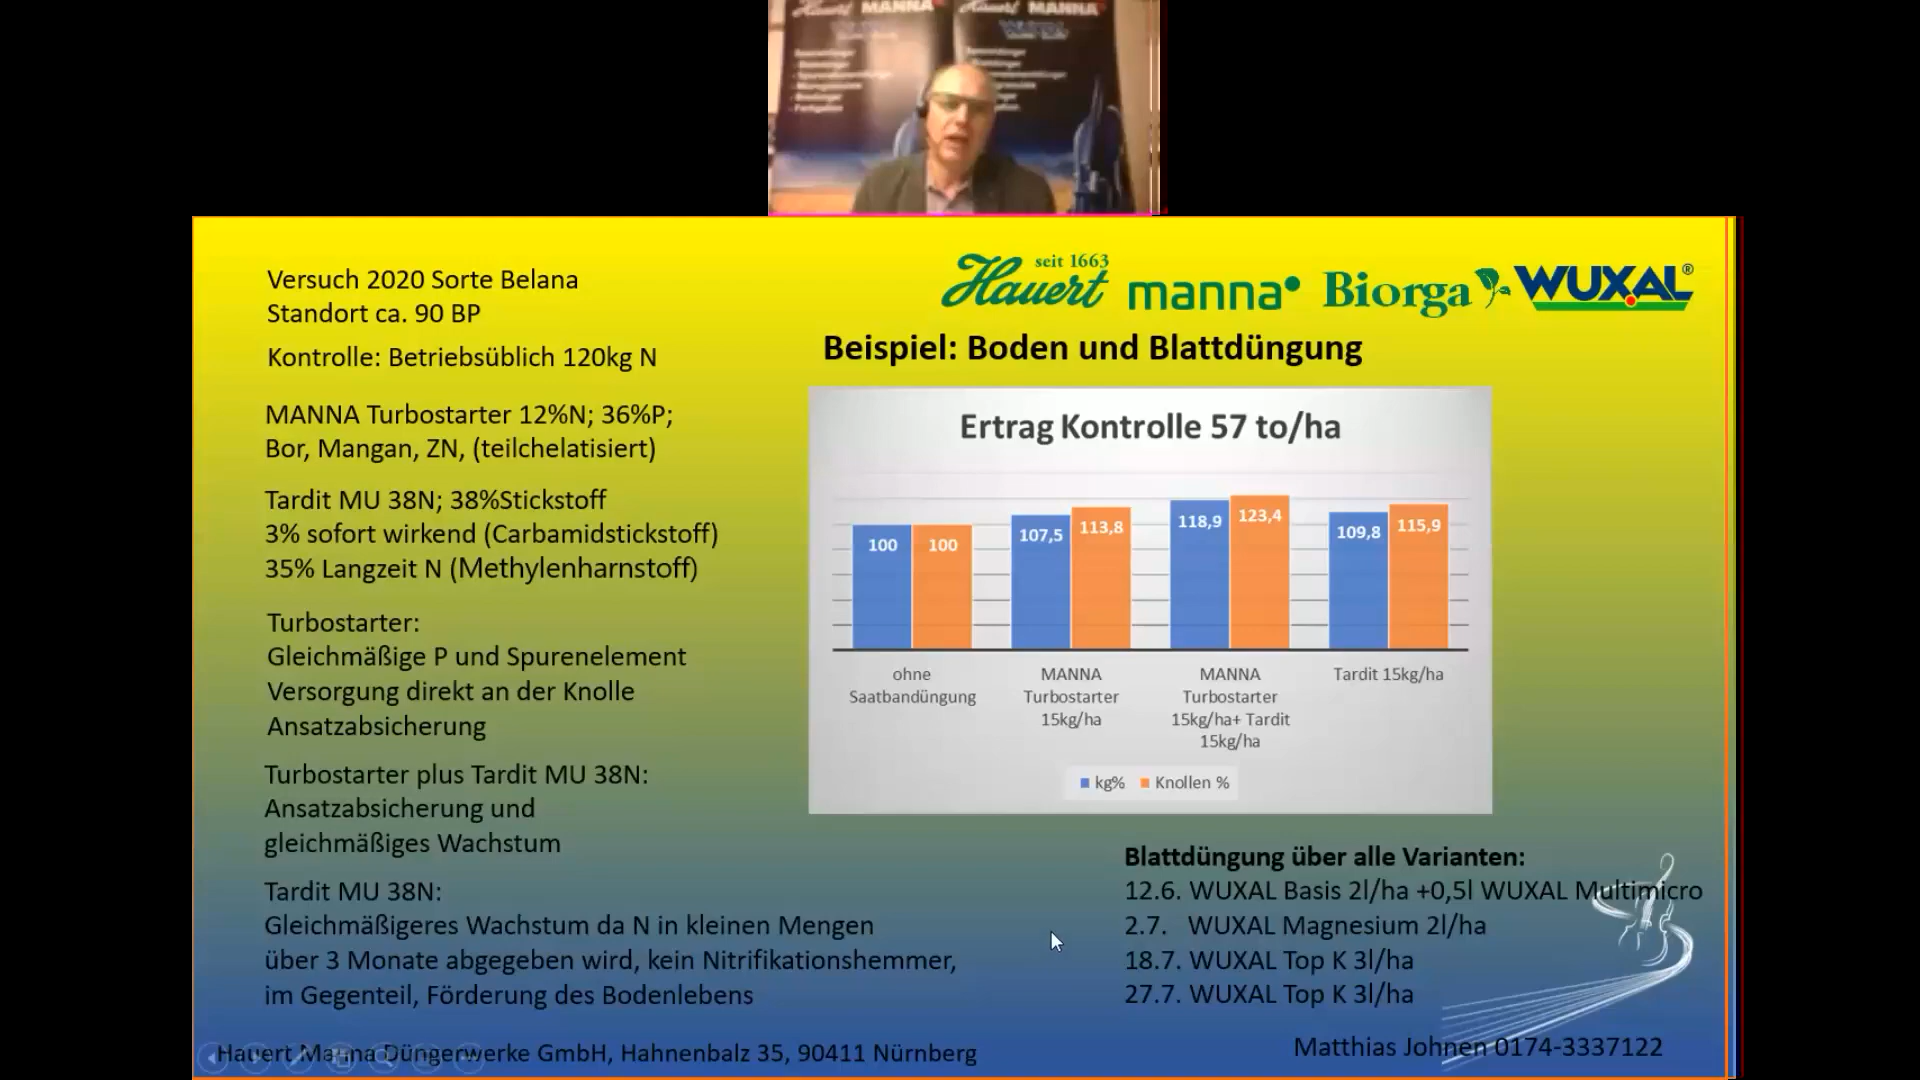 Hauert MANNA Hauert MANNA
Versuch 2020 Sorte Belana
Standort ca. 90 BP
Kontrolle: Betriebsüblich 120kg N
MANNA Turbostarter 12%N; 36%P;
Bor, Mangan, ZN, (teilchelatisiert)
Tardit MU 38N; 38%Stickstoff
3% sofort wirkend (Carbamidstickstoff)
35% Langzeit N (Methylenharnstoff)
Turbostarter:
Gleichmäßige P und Spurenelement
Versorgung direkt an der Knolle
Ansatzabsicherung
Turbostarter plus Tardit MU 38N:
Ansatzabsicherung und
gleichmäßiges Wachstum
Tardit MU 38N:
Gleichmäßigeres Wachstum da N in kleinen Mengen
über 3 Monate abgegeben wird, kein Nitrifikationshemmer,
im Gegenteil, Förderung des Bodenlebens
seit 1663
Hauert manna Biorga WUXAL®
Beispiel: Boden und Blattdüngung
Ertrag Kontrolle 57 to/ha
100 100 107,5 113,8 118,9 123,4 109,8 115,9
ohne Saatbandüngung
MANNA Turbostarter 15kg/ha
MANNA Turbostarter 15kg/ha+ Tardit 15kg/ha
Tardit 15kg/ha
kg% Knollen %
Blattdüngung über alle Varianten:
12.6. WUXAL Basis 2l/ha +0,5l WUXAL Multimicro
2.7. WUXAL Magnesium 2l/ha
18.7. WUXAL Top K 3l/ha
27.7. WUXAL Top K 3l/ha
Hauert Manna Düngerwerke GmbH, Hahnenbalz 35, 90411 Nürnberg
Matthias Johnen 0174-3337122